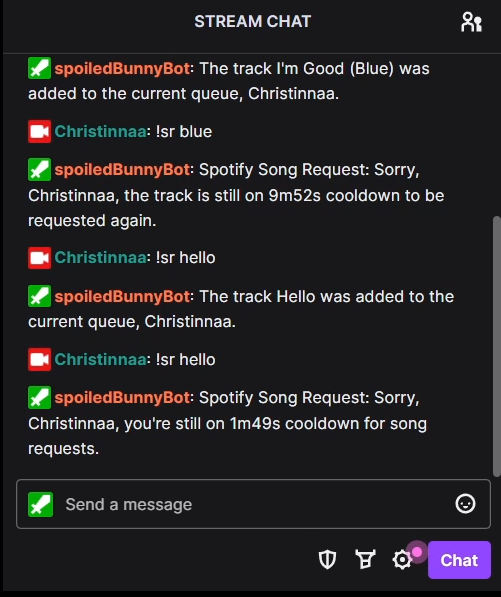 STREAM CHAT
spoiledBunnyBot: The track I'm Good (Blue) was
added to the current queue, Christinnaa.
Christinnaa: !sr blue
spoiledBunnyBot: Spotify Song Request: Sorry,
Christinnaa, the track is still on 9m52s cooldown to be
requested again.
Christinnaa: !sr hello
spoiledBunnyBot: The track Hello was added to the
current queue, Christinnaa.
Christinnaa: !sr hello
spoiledBunnyBot: Spotify Song Request: Sorry,
Christinnaa, you're still on 1m49s cooldown for song
requests.
Send a message
Chat